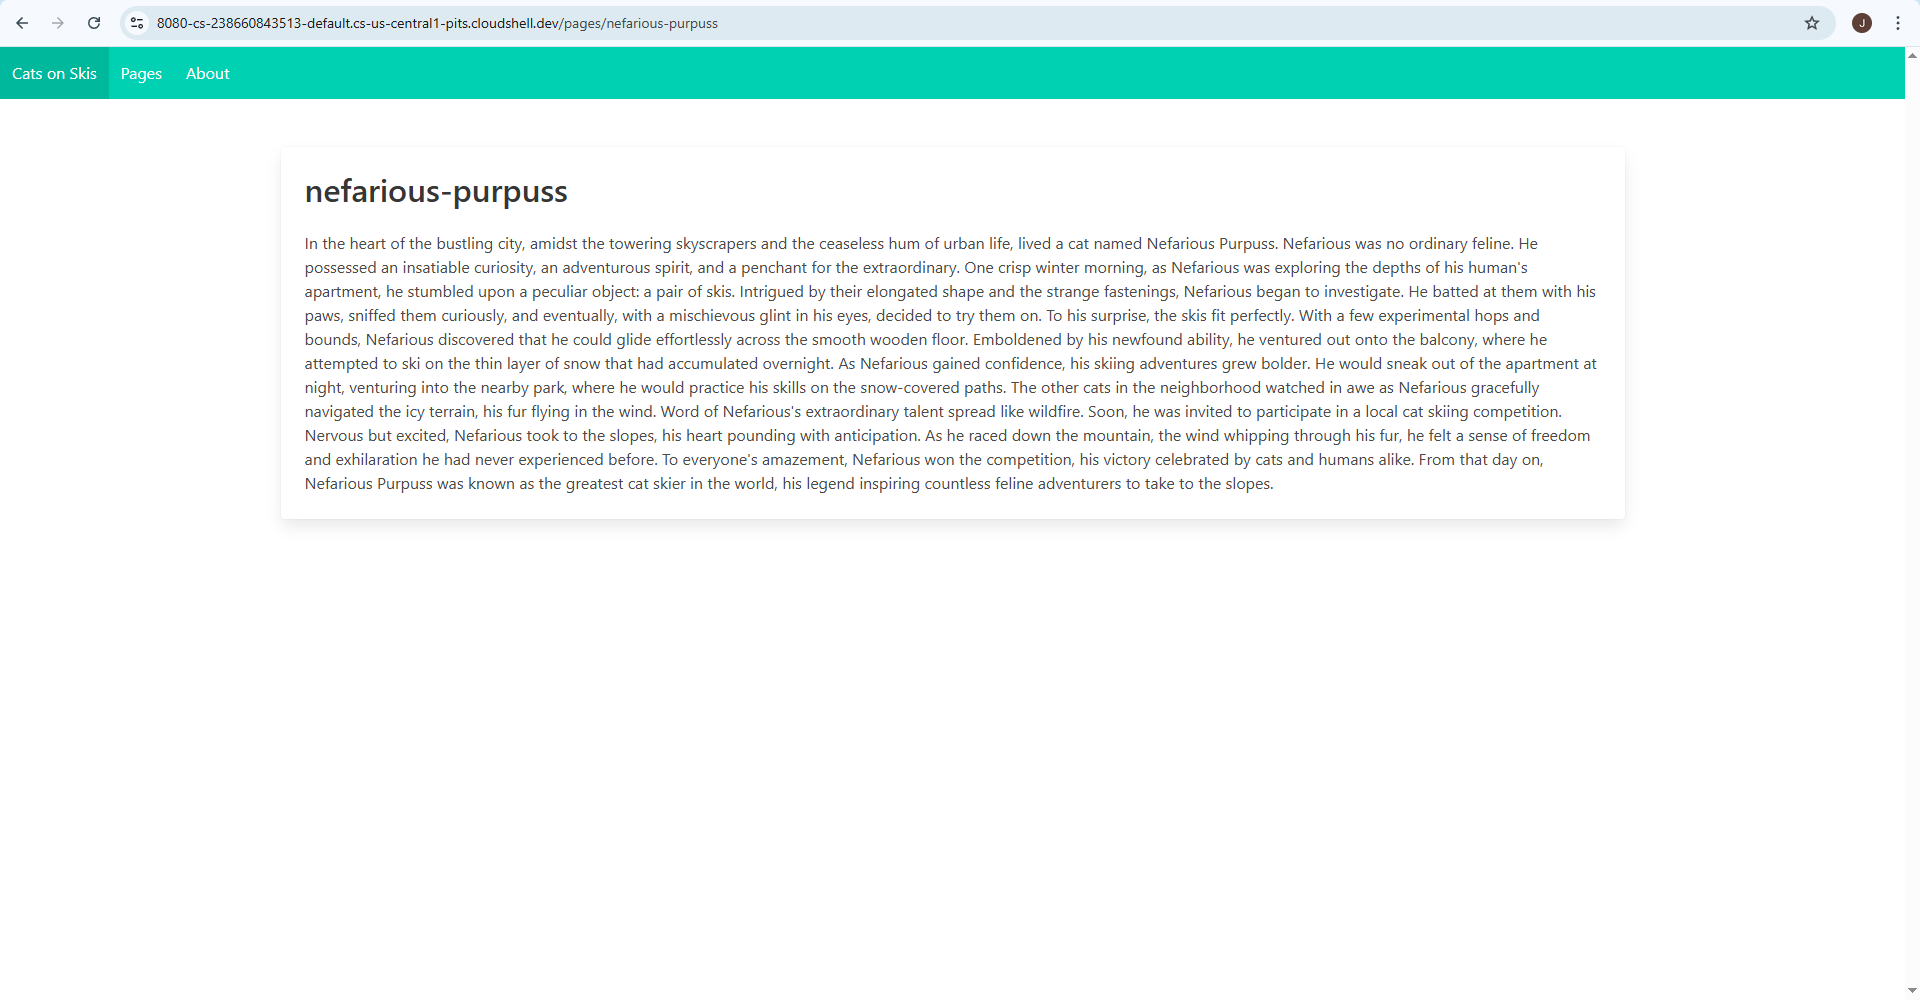 8080-cs-238660843513-default.cs-us-central1-pits.cloudshell.dev/pages/nefarious-purpuss
J
Cats on Skis Pages About
nefarious-purpuss
In the heart of the bustling city, amidst the towering skyscrapers and the ceaseless hum of urban life, lived a cat named Nefarious Purpuss. Nefarious was no ordinary feline. He
possessed an insatiable curiosity, an adventurous spirit, and a penchant for the extraordinary. One crisp winter morning, as Nefarious was exploring the depths of his human's
apartment, he stumbled upon a peculiar object: a pair of skis. Intrigued by their elongated shape and the strange fastenings, Nefarious began to investigate. He batted at them with his
paws, sniffed them curiously, and eventually, with a mischievous glint in his eyes, decided to try them on. To his surprise, the skis fit perfectly. With a few experimental hops and
bounds, Nefarious discovered that he could glide effortlessly across the smooth wooden floor. Emboldened by his newfound ability, he ventured out onto the balcony, where he
attempted to ski on the thin layer of snow that had accumulated overnight. As Nefarious gained confidence, his skiing adventures grew bolder. He would sneak out of the apartment at
night, venturing into the nearby park, where he would practice his skills on the snow-covered paths. The other cats in the neighborhood watched in awe as Nefarious gracefully
navigated the icy terrain, his fur flying in the wind. Word of Nefarious's extraordinary talent spread like wildfire. Soon, he was invited to participate in a local cat skiing competition.
Nervous but excited, Nefarious took to the slopes, his heart pounding with anticipation. As he raced down the mountain, the wind whipping through his fur, he felt a sense of freedom
and exhilaration he had never experienced before. To everyone's amazement, Nefarious won the competition, his victory celebrated by cats and humans alike. From that day on,
Nefarious Purpuss was known as the greatest cat skier in the world, his legend inspiring countless feline adventurers to take to the slopes.